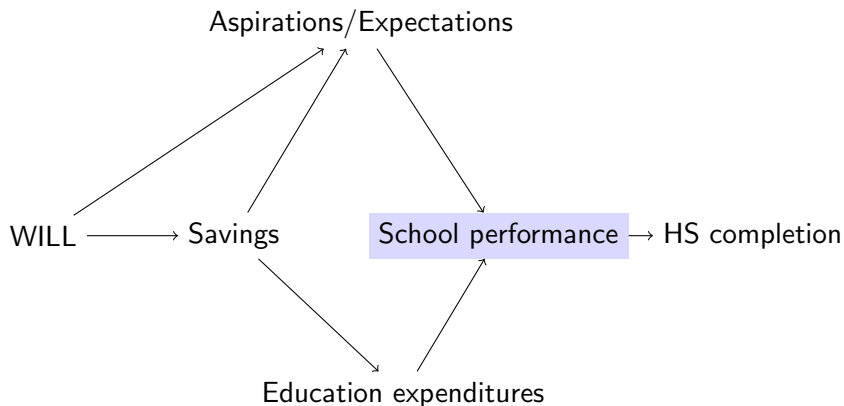 Aspirations/Expectations
WILL
Savings
School performance
HS completion
Education expenditures